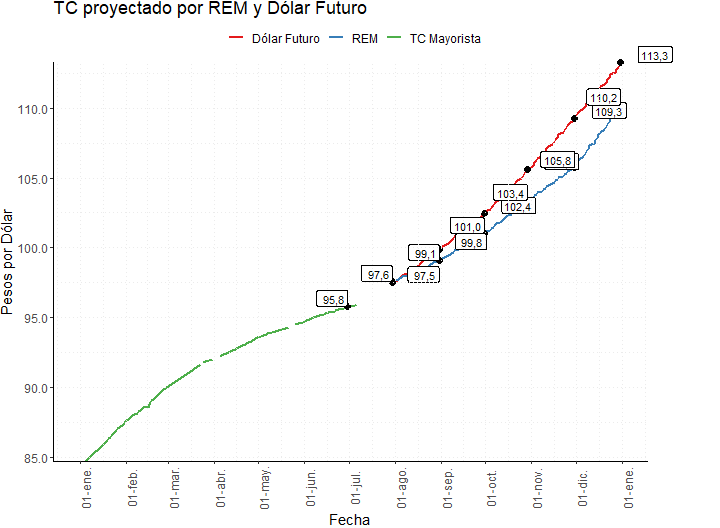 TC proyectado por REM y Dólar Futuro
Dólar Futuro REM TC Mayorista
113,3
110,2
109,3
105,8
103,4
102,4
101,0
99,8
99,1
97,6
97,5
95,8
110.0
105.0
100.0
95.0
90.0
85.0
Pesos por Dólar
01-ene.
01-feb.
01-mar.
01-abr.
01-may.
01-jun.
01-jul.
01-ago.
01-sep.
01-oct.
01-nov.
01-dic.
01-ene.
Fecha